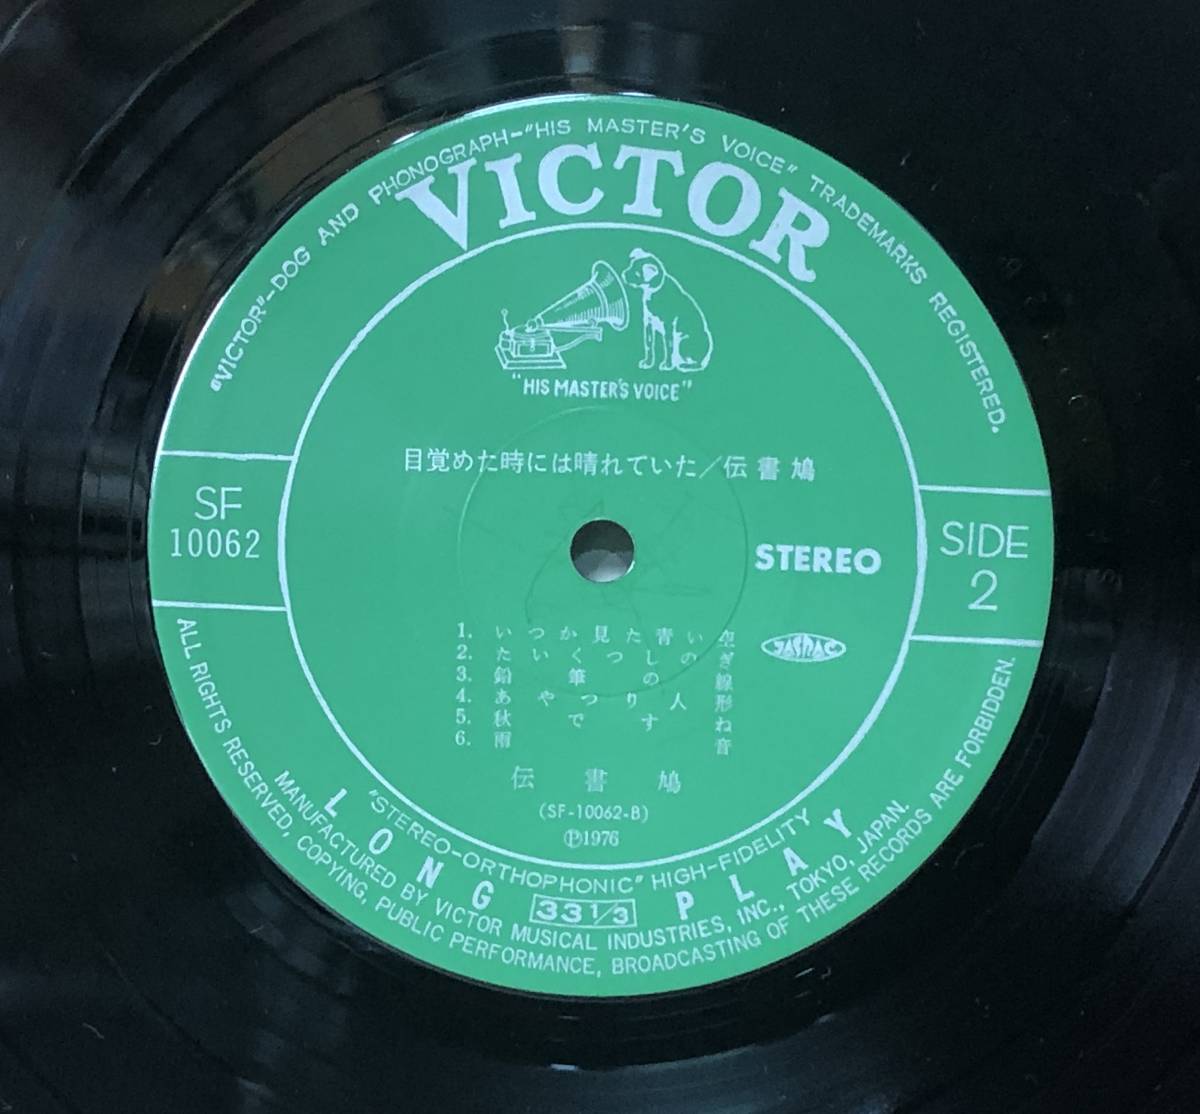 "VICTOR"-DOG AND PHONOGRAPH-"HIS MASTER'S VOICE" TRADEMARKS REGISTERED.
VICTOR
"HIS MASTER'S VOICE"
目覚めた時には晴れていた/伝書鳩
SF
10062
STEREO
SIDE
2
1. いつか見た青い空
2. たいくつしのぎ
3. 鉛筆の線
4. あやつり人形
5. 秋ですね
6. 雨音
JASRAC
伝書鳩
(SF-10062-B)
Ⓟ1976
"STEREO-ORTHOPHONIC" HIGH-FIDELITY
LONG 33 1/3 PLAY
MANUFACTURED BY VICTOR MUSICAL INDUSTRIES, INC., TOKYO, JAPAN.
ALL RIGHTS RESERVED, COPYING, PUBLIC PERFORMANCE, BROADCASTING OF THESE RECORDS ARE FORBIDDEN.